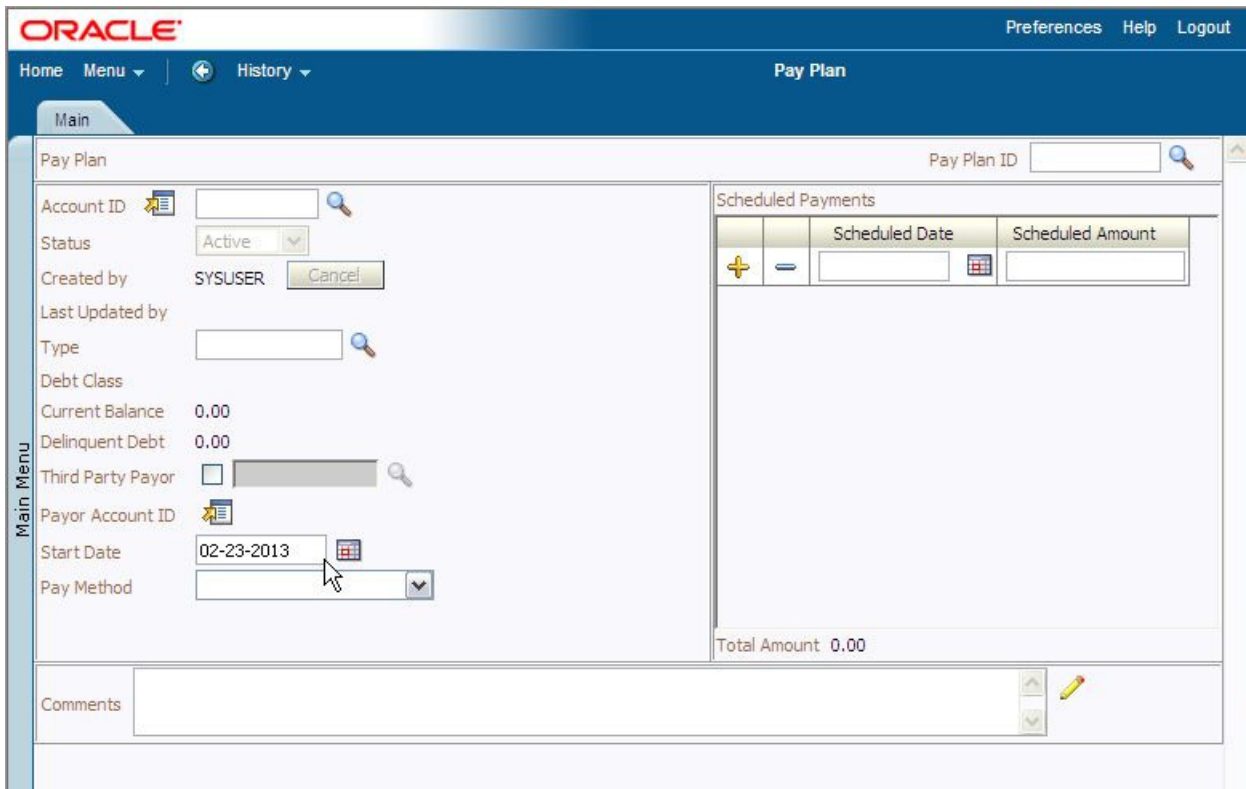 ORACLE
Preferences Help Logout
Home Menu History Pay Plan
Main
Pay Plan Pay Plan ID
Account ID
Status Active
Created by SYSUSER Cancel
Last Updated by
Type
Debt Class
Current Balance 0.00
Delinquent Debt 0.00
Third Party Payor
Payor Account ID
Start Date 02-23-2013
Pay Method
Scheduled Payments
Scheduled Date Scheduled Amount
Total Amount 0.00
Comments
Main Menu